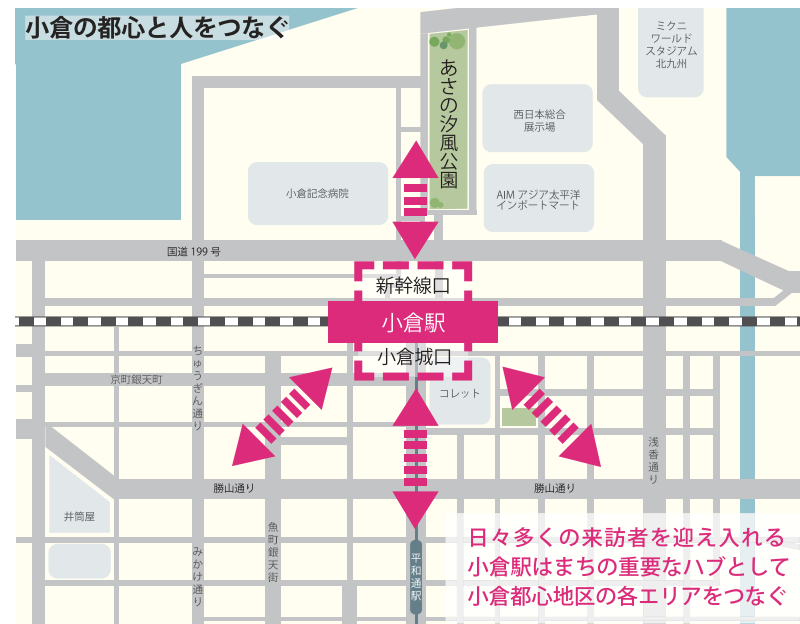 小倉の都心と人をつなぐ
ミクニ
ワールド
スタジアム
北九州
あさの汐風公園
西日本総合
展示場
小倉記念病院
AIM アジア太平洋
インポートマート
国道 199 号
新幹線口
小倉駅
小倉城口
ちゅうぎん通り
京町銀天町
コレット
浅香通り
勝山通り
勝山通り
井筒屋
魚町銀天街
みかけ通り
平和通駅
日々多くの来訪者を迎え入れる
小倉駅はまちの重要なハブとして
小倉都心地区の各エリアをつなぐ